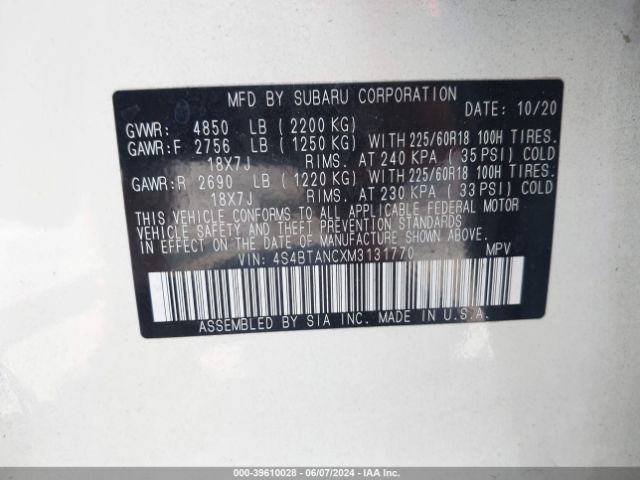 MFD BY SUBARU CORPORATION
DATE: 10/20
GVWR: 4850 LB (2200 KG)
GAWR:F 2756 LB (1250 KG) WITH 225/60R18 100H TIRES.
18X7J RIMS. AT 240 KPA (35 PSI) COLD
GAWR:R 2690 LB (1220 KG) WITH 225/60R18 100H TIRES.
18X7J RIMS. AT 230 KPA (33 PSI) COLD
THIS VEHICLE CONFORMS TO ALL APPLICABLE FEDERAL MOTOR
VEHICLE SAFETY AND THEFT PREVENTION STANDARDS
IN EFFECT ON THE DATE OF MANUFACTURE SHOWN ABOVE.
VIN: 4S4BTANCXM3131770 MPV
ASSEMBLED BY SIA INC. MADE IN U.S.A.
000-39610028 - 06/07/2024 - IAA Inc.